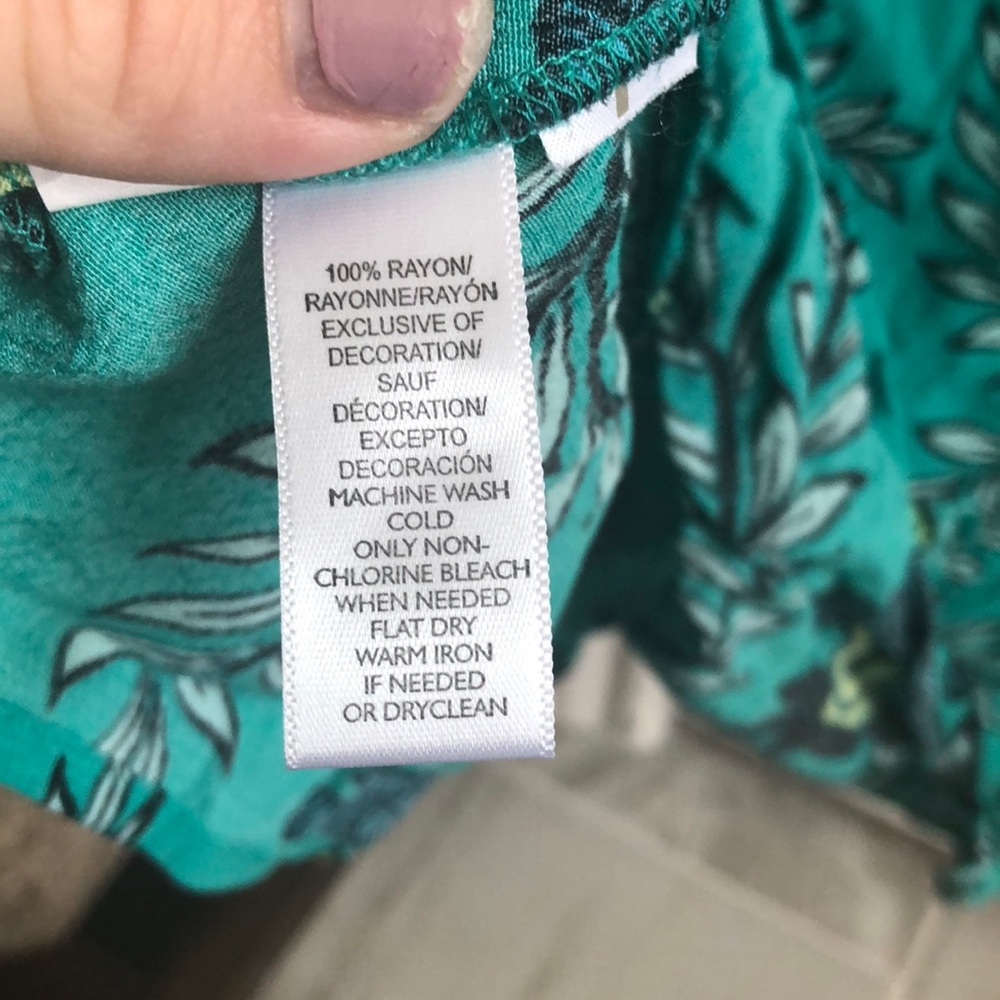 100% RAYON/
RAYONNE/RAYÓN
EXCLUSIVE OF
DECORATION/
SAUF
DÉCORATION/
EXCEPTO
DECORACIÓN
MACHINE WASH
COLD
ONLY NON-
CHLORINE BLEACH
WHEN NEEDED
FLAT DRY
WARM IRON
IF NEEDED
OR DRYCLEAN